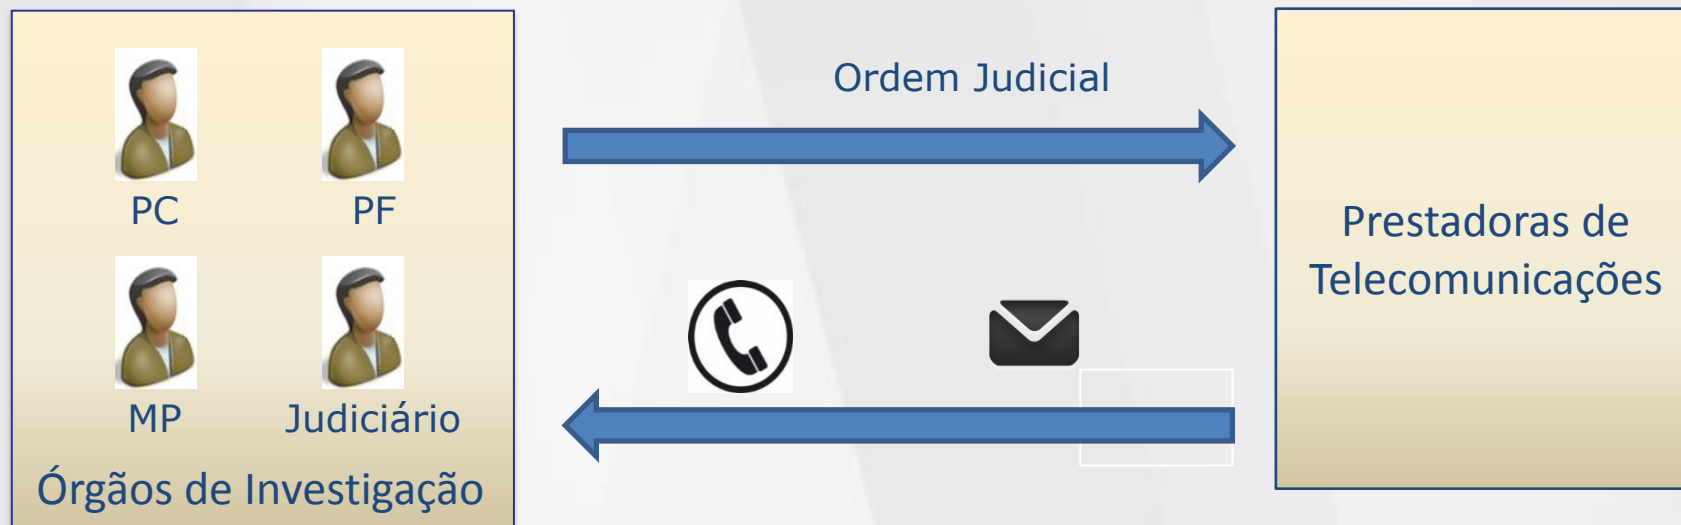 PC
PF
MP
Judiciário
Órgãos de Investigação
Ordem Judicial
Prestadoras de
Telecomunicações